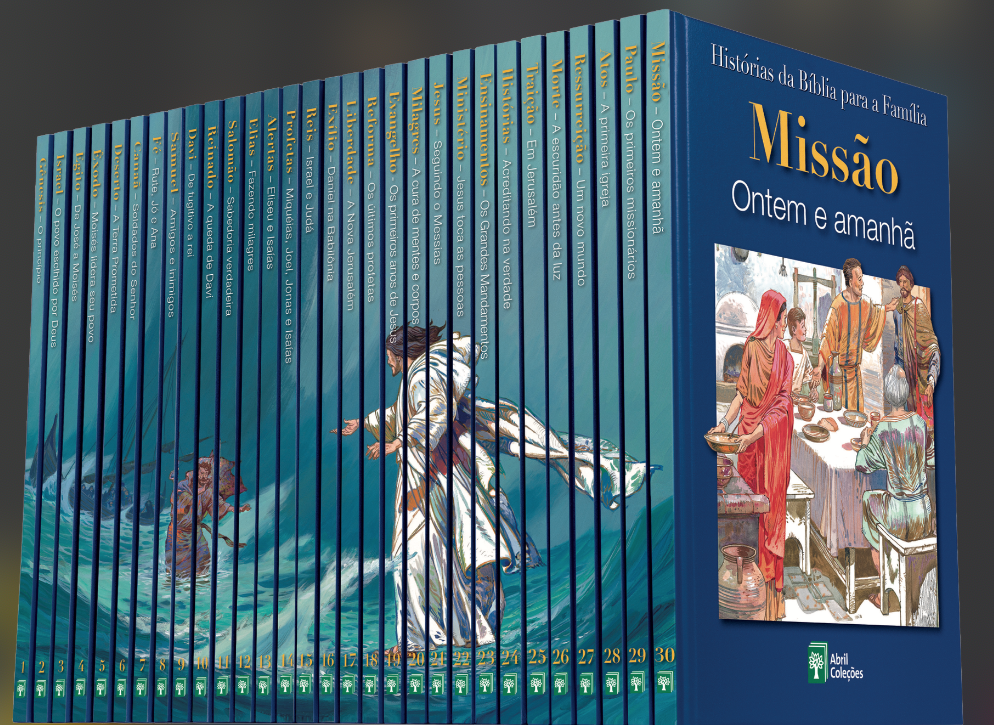 Gênesis – O princípio
Israel – O povo escolhido por Deus
Egito – De José a Moisés
Êxodo – Moisés lidera seu povo
Deserto – A Terra Prometida
Canaã – Soldados do Senhor
Fé – Rute, Jó e Ana
Samuel – Amigos e inimigos
Davi – De fugitivo a rei
Reinado – A queda de Davi
Salomão – Sabedoria verdadeira
Elias – Fazendo milagres
Alertas – Eliseu e Isaías
Profetas – Miqueias, Joel, Jonas e Isaías
Reis – Israel e Judá
Exílio – Daniel na Babilônia
Liberdade – A Nova Jerusalém
Reforma – Os últimos profetas
Evangelho – Os primeiros anos de Jesus
Milagres – A cura de mentes e corpos
Jesus – Seguindo o Messias
Ministério – Jesus toca as pessoas
Ensinamentos – Os Grandes Mandamentos
Histórias – Acreditando na verdade
Traição – Em Jerusalém
Morte – A escuridão antes da luz
Ressurreição – Um novo mundo
Atos – A primeira Igreja
Paulo – Os primeiros missionários
Missão – Ontem e amanhã
1 2 3 4 5 6 7 8 9 10 11 12 13 14 15 16 17 18 19 20 21 22 23 24 25 26 27 28 29 30
Histórias da Bíblia para a Família
Missão
Ontem e amanhã
Abril
Coleções